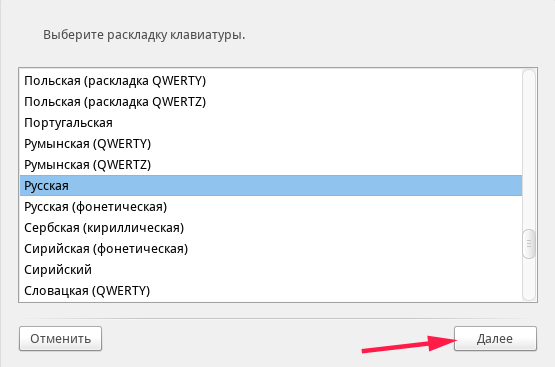 Выберите раскладку клавиатуры.
Польская (раскладка QWERTY)
Польская (раскладка QWERTZ)
Португальская
Румынская (QWERTY)
Румынская (QWERTZ)
Русская
Русская (фонетическая)
Сербская (кириллическая)
Сирийская (фонетическая)
Сирийский
Словацкая (QWERTY)
Отменить
Далее